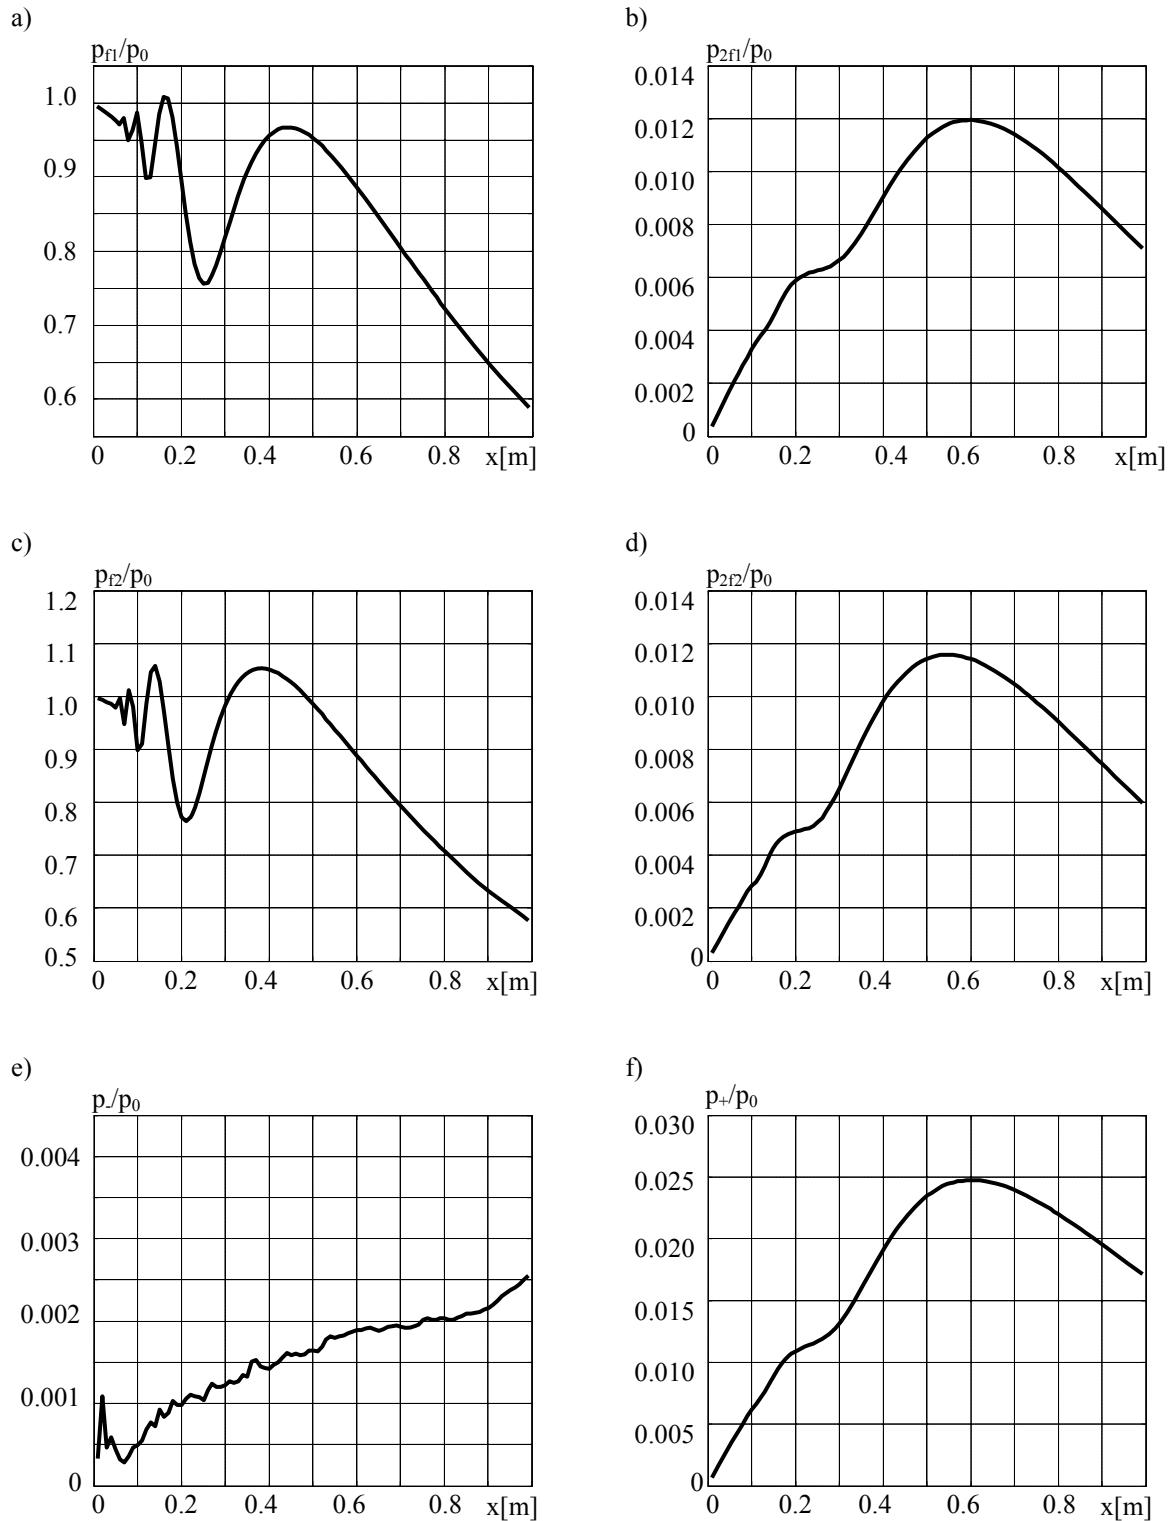 a)
p_f1/p_0
1.0
0.9
0.8
0.7
0.6
0 0.2 0.4 0.6 0.8 x[m]
b)
p_2f1/p_0
0.014
0.012
0.010
0.008
0.006
0.004
0.002
0
0 0.2 0.4 0.6 0.8 x[m]
c)
p_f2/p_0
1.2
1.1
1.0
0.9
0.8
0.7
0.6
0.5
0 0.2 0.4 0.6 0.8 x[m]
d)
p_2f2/p_0
0.014
0.012
0.010
0.008
0.006
0.004
0.002
0
0 0.2 0.4 0.6 0.8 x[m]
e)
p_-/p_0
0.004
0.003
0.002
0.001
0
0 0.2 0.4 0.6 0.8 x[m]
f)
p_+/p_0
0.030
0.025
0.020
0.015
0.010
0.005
0
0 0.2 0.4 0.6 0.8 x[m]